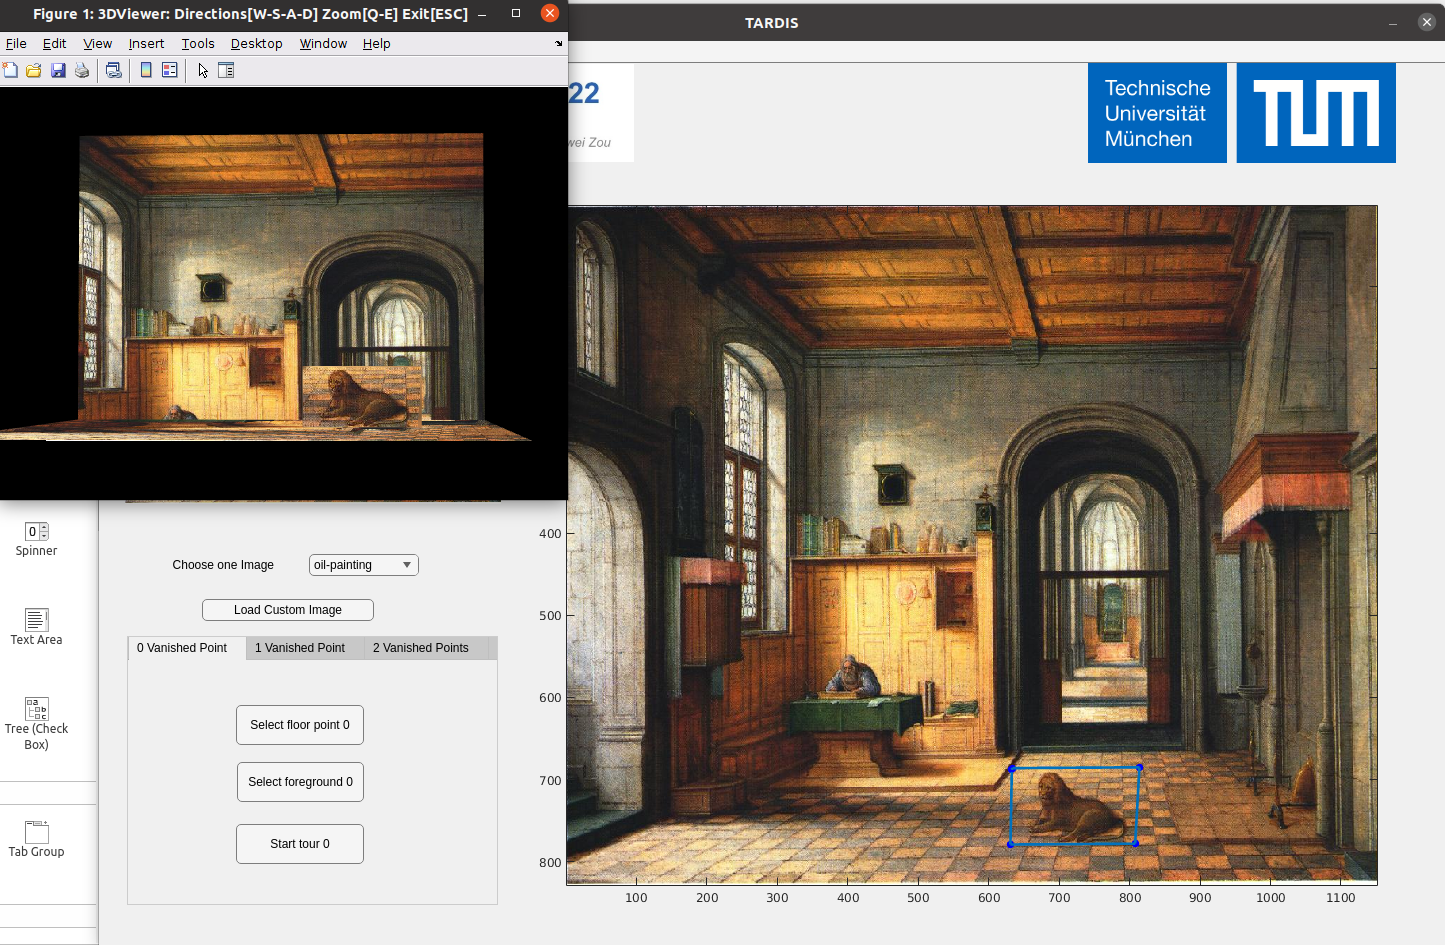 Figure 1: 3DViewer: Directions[W-S-A-D] Zoom[Q-E] Exit[ESC]
File Edit View Insert Tools Desktop Window Help
TARDIS
22
wei Zou
Technische
Universität
München
TUM
0
Spinner
Text Area
a
b
c
Tree (Check
Box)
Tab Group
Choose one Image
oil-painting
Load Custom Image
0 Vanished Point
1 Vanished Point
2 Vanished Points
Select floor point 0
Select foreground 0
Start tour 0
400
500
600
700
800
100 200 300 400 500 600 700 800 900 1000 1100